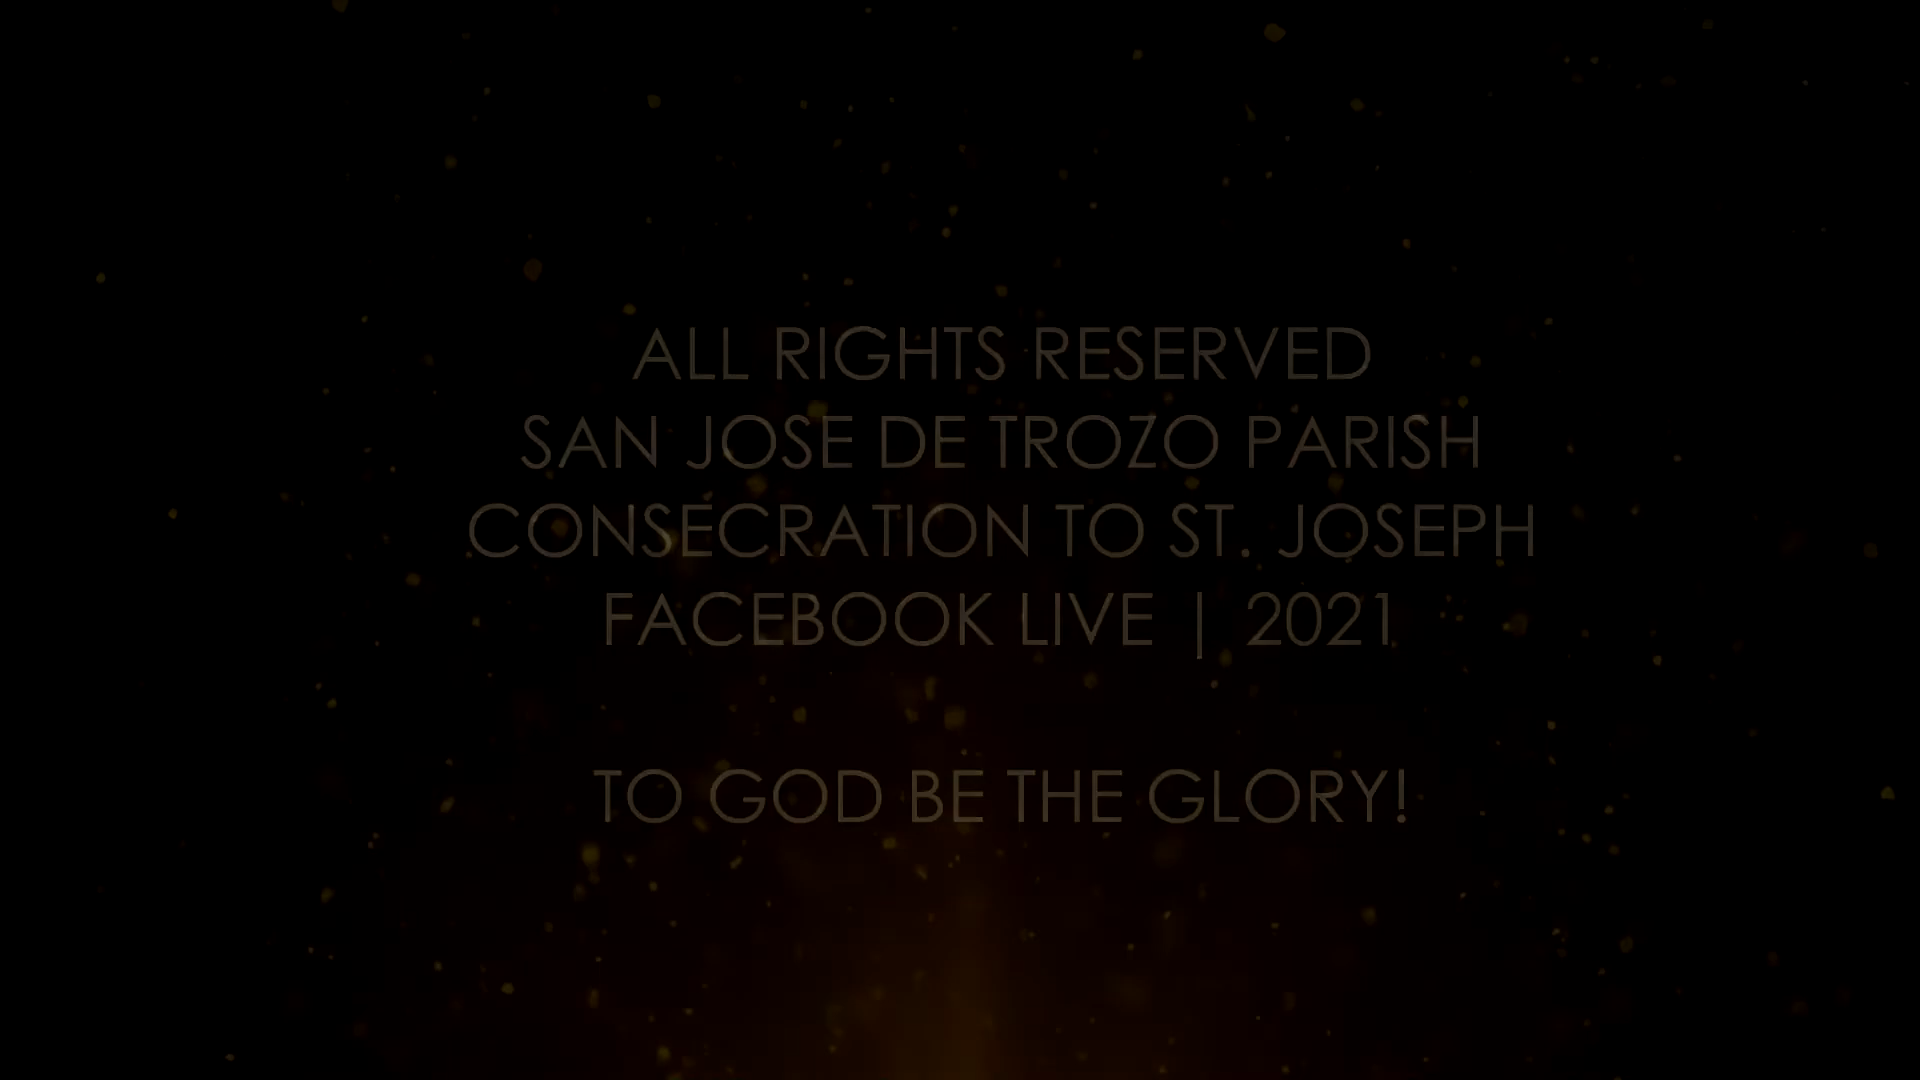 ALL RIGHTS RESERVED
SAN JOSE DE TROZO PARISH
CONSECRATION TO ST. JOSEPH
FACEBOOK LIVE | 2021
TO GOD BE THE GLORY!